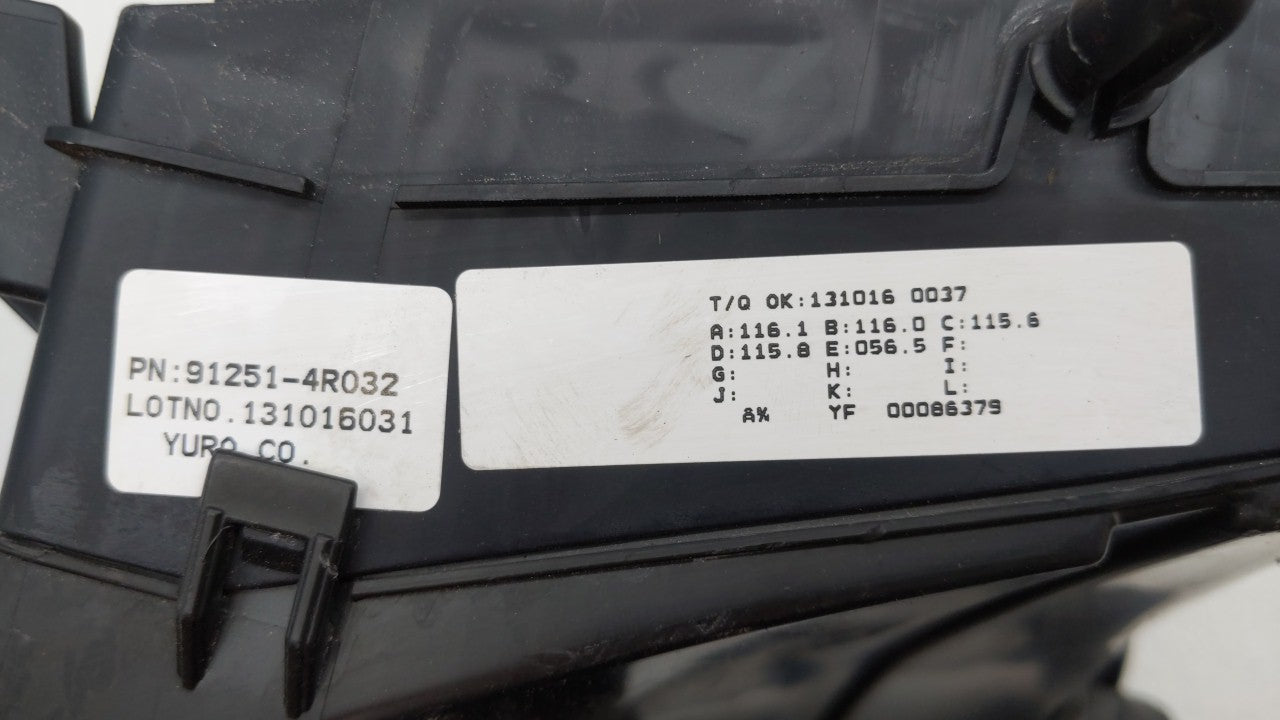 PN:91251-4R032
LOTNO.131016031
YURA CO.
T/Q OK:131016 0037
A:116.1 B:116.0 C:115.6
D:115.8 E:056.5 F:
G: H: I:
J: K: L:
YF 00086379